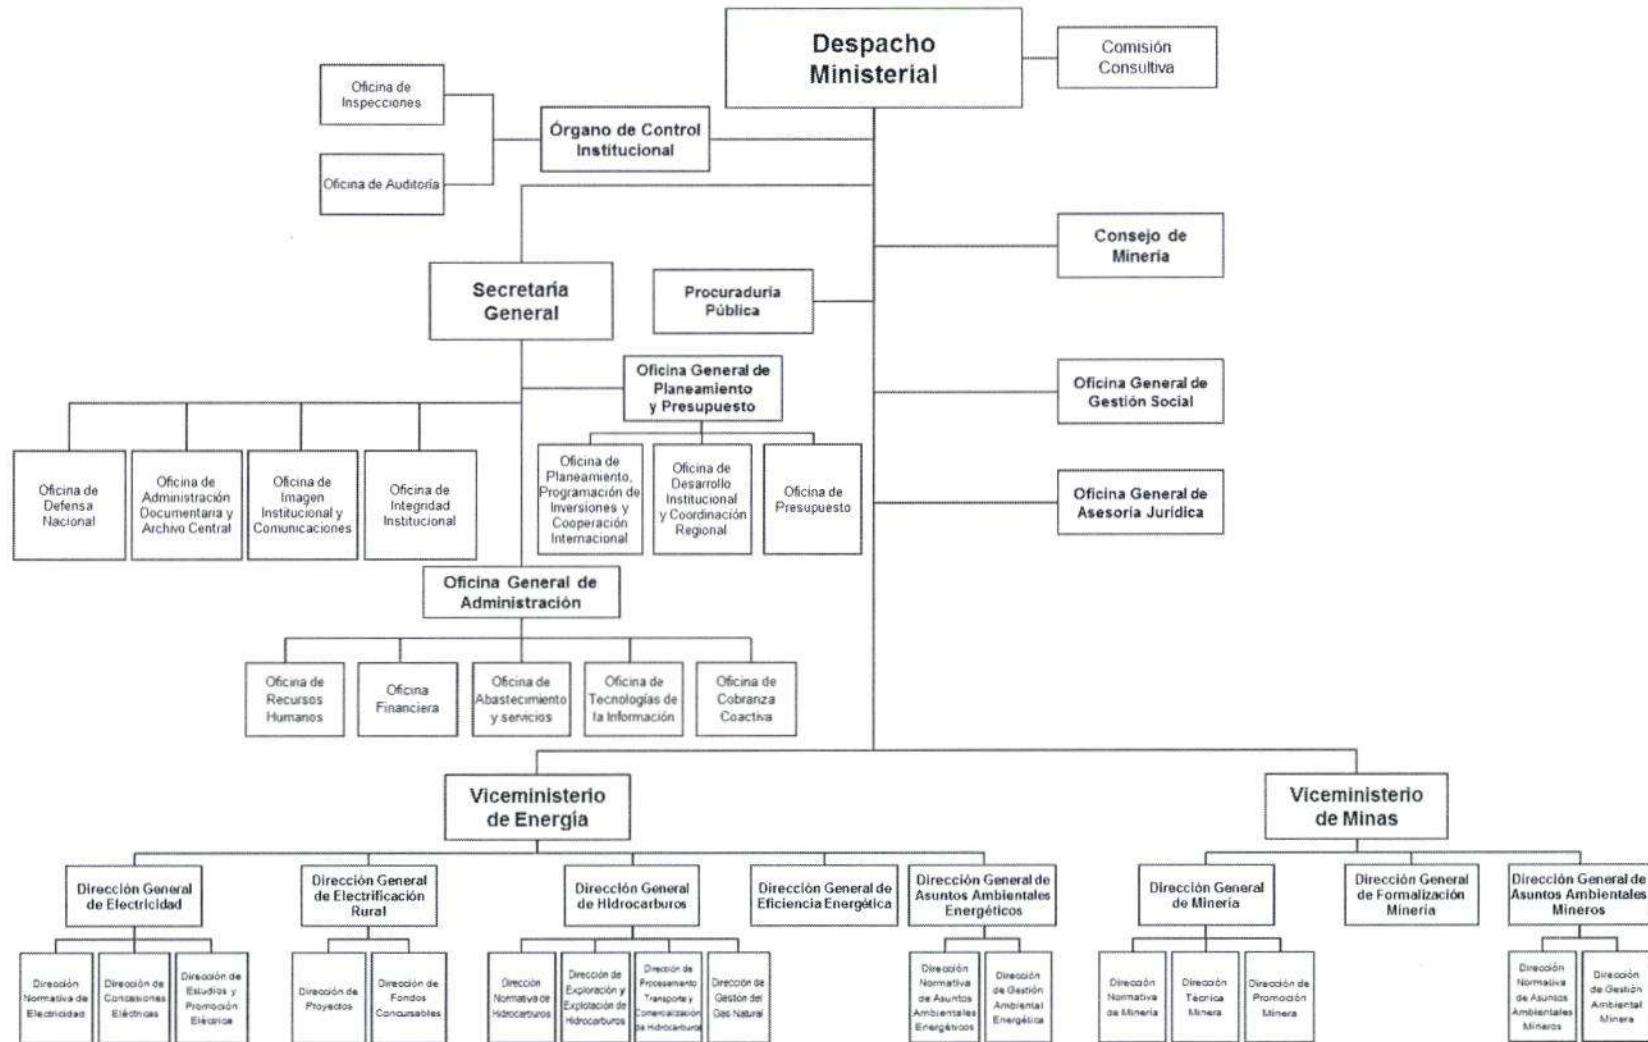 Despacho
Ministerial
Comisión
Consultiva
Oficina de
Inspecciones
Órgano de Control
Institucional
Oficina de Auditoría
Consejo de
Minería
Secretaría
General
Procuraduría
Pública
Oficina General de
Planeamiento
y Presupuesto
Oficina General de
Gestión Social
Oficina de
Defensa
Nacional
Oficina de
Administración
Documentaria y
Archivo Central
Oficina de
Imagen
Institucional y
Comunicaciones
Oficina de
Integridad
Institucional
Oficina de
Planeamiento,
Programación de
Inversiones y
Cooperación
Internacional
Oficina de
Desarrollo
Institucional
y Coordinación
Regional
Oficina de
Presupuesto
Oficina General de
Asesoría Jurídica
Oficina General de
Administración
Oficina de
Recursos
Humanos
Oficina
Financiera
Oficina de
Abastecimiento
y servicios
Oficina de
Tecnologías de
la Información
Oficina de
Cobranza
Coactiva
Viceministerio
de Energía
Viceministerio
de Minas
Dirección General
de Electricidad
Dirección General
de Electrificación
Rural
Dirección General
de Hidrocarburos
Dirección General de
Eficiencia Energética
Dirección General de
Asuntos Ambientales
Energéticos
Dirección General
de Minería
Dirección General
de Formalización
Minería
Dirección General de
Asuntos Ambientales
Mineros
Dirección
Normativa de
Electricidad
Dirección de
Concesiones
Eléctricas
Dirección de
Estudios y
Promoción
Eléctrica
Dirección de
Proyectos
Dirección de
Fondos
Concursables
Dirección
Normativa de
Hidrocarburos
Dirección de
Exploración y
Explotación de
Hidrocarburos
Dirección de
Procesamiento
Transporte y
Comercialización
de Hidrocarburos
Dirección de
Gestión del
Gas Natural
Dirección
Normativa
de Asuntos
Ambientales
Energéticos
Dirección
de Gestión
Ambiental
Energética
Dirección
Normativa
de Minería
Dirección
Técnica
Minera
Dirección de
Promoción
Minera
Dirección
Normativa
de Asuntos
Ambientales
Mineros
Dirección
de Gestión
Ambiental
Minera